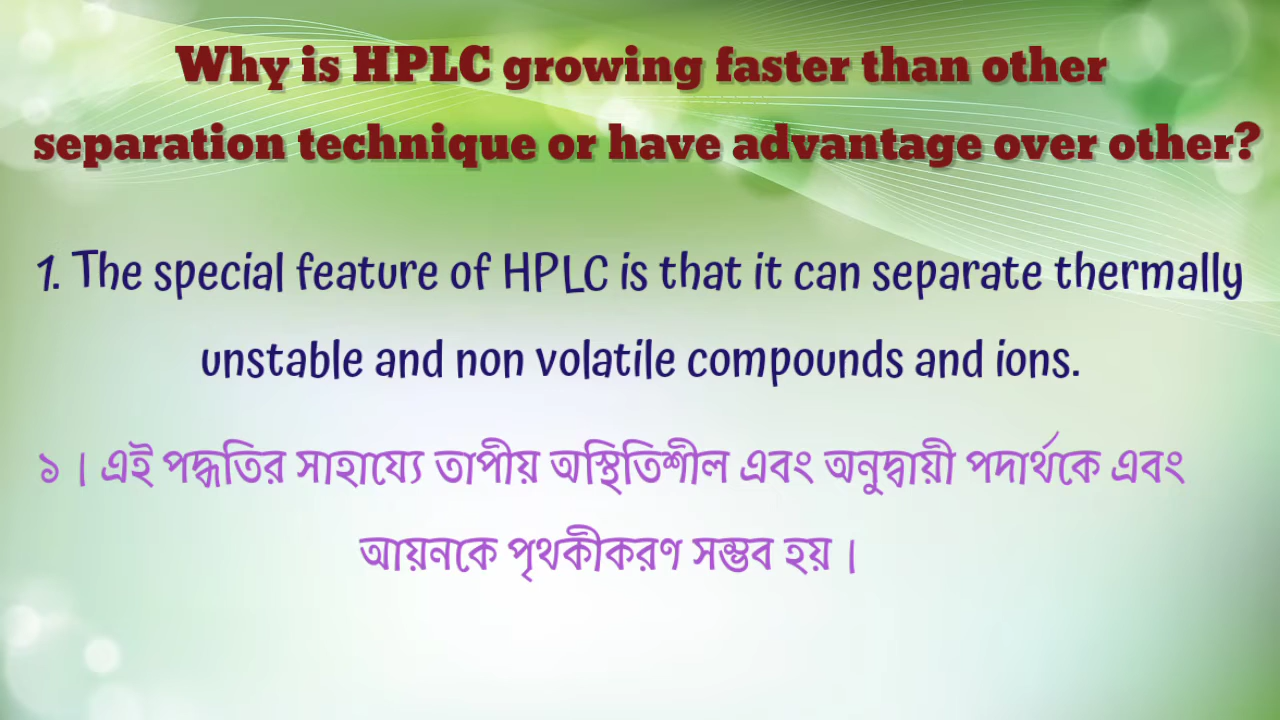 Why is HPLC growing faster than other
separation technique or have advantage over other?
1. The special feature of HPLC is that it can separate thermally
unstable and non volatile compounds and ions.
১। এই পদ্ধতির সাহায্যে তাপীয় অস্থিতিশীল এবং অনুদ্বায়ী পদার্থকে এবং
আয়নকে পৃথকীকরণ সম্ভব হয়।